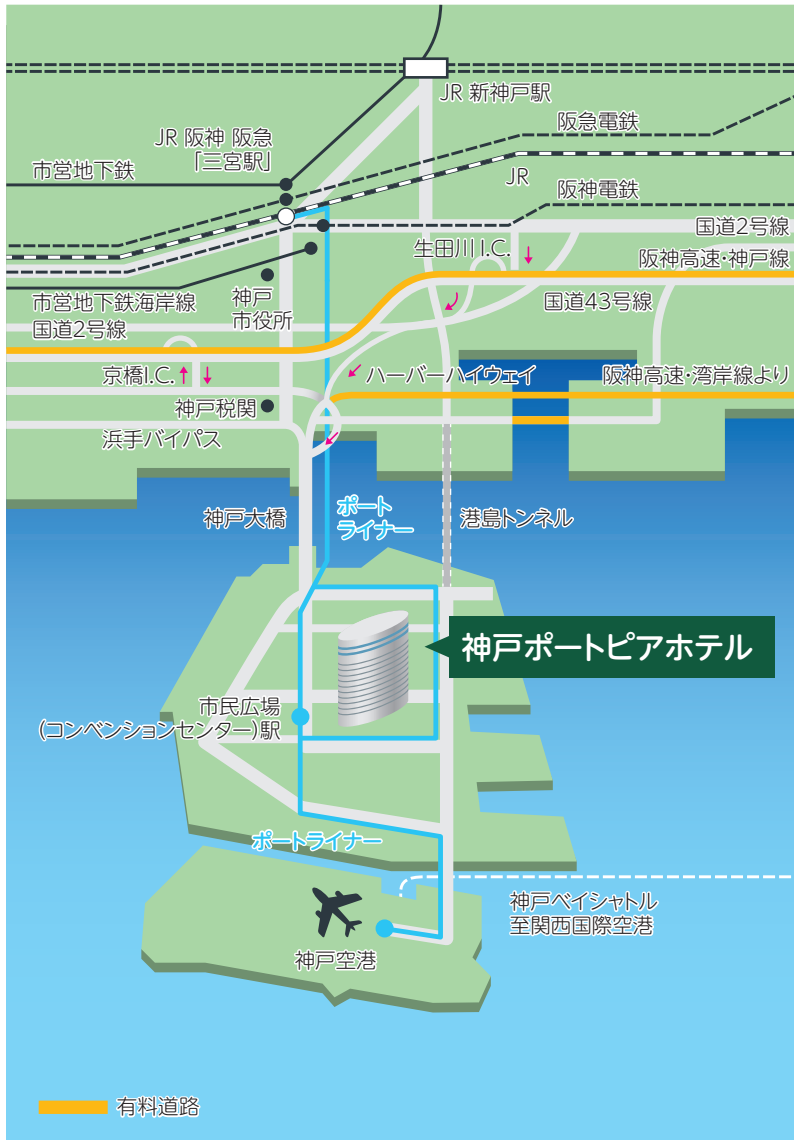 JR 新神戸駅
JR 阪神 阪急
「三宮駅」
阪急電鉄
市営地下鉄
JR
阪神電鉄
国道2号線
生田川I.C.
阪神高速・神戸線
市営地下鉄海岸線
神戸
市役所
国道43号線
国道2号線
京橋I.C.
ハーバーハイウェイ
阪神高速・湾岸線より
神戸税関
浜手バイパス
ポート
ライナー
神戸大橋
港島トンネル
神戸ポートピアホテル
市民広場
(コンベンションセンター)駅
ポートライナー
神戸ベイシャトル
至関西国際空港
神戸空港
有料道路